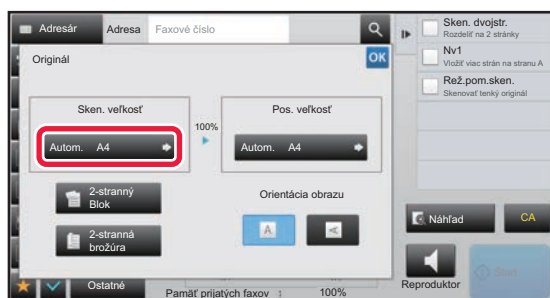 Adresár
Adresa
Faxové číslo
Originál
OK
Sken. veľkosť
Autom. A4
100%
Pos. veľkosť
Autom. A4
2-stranný
Blok
2-stranná
brožúra
Orientácia obrazu
A
A
Ostatné
Pamäť prijatých faxov : 100%
Sken. dvojstr.
Rozdeliť na 2 stránky
Nv1
Vložiť viac strán na stranu A
Rež.pom.sken.
Skenovať tenký originál
Náhľad
CA
Reproduktor
Start